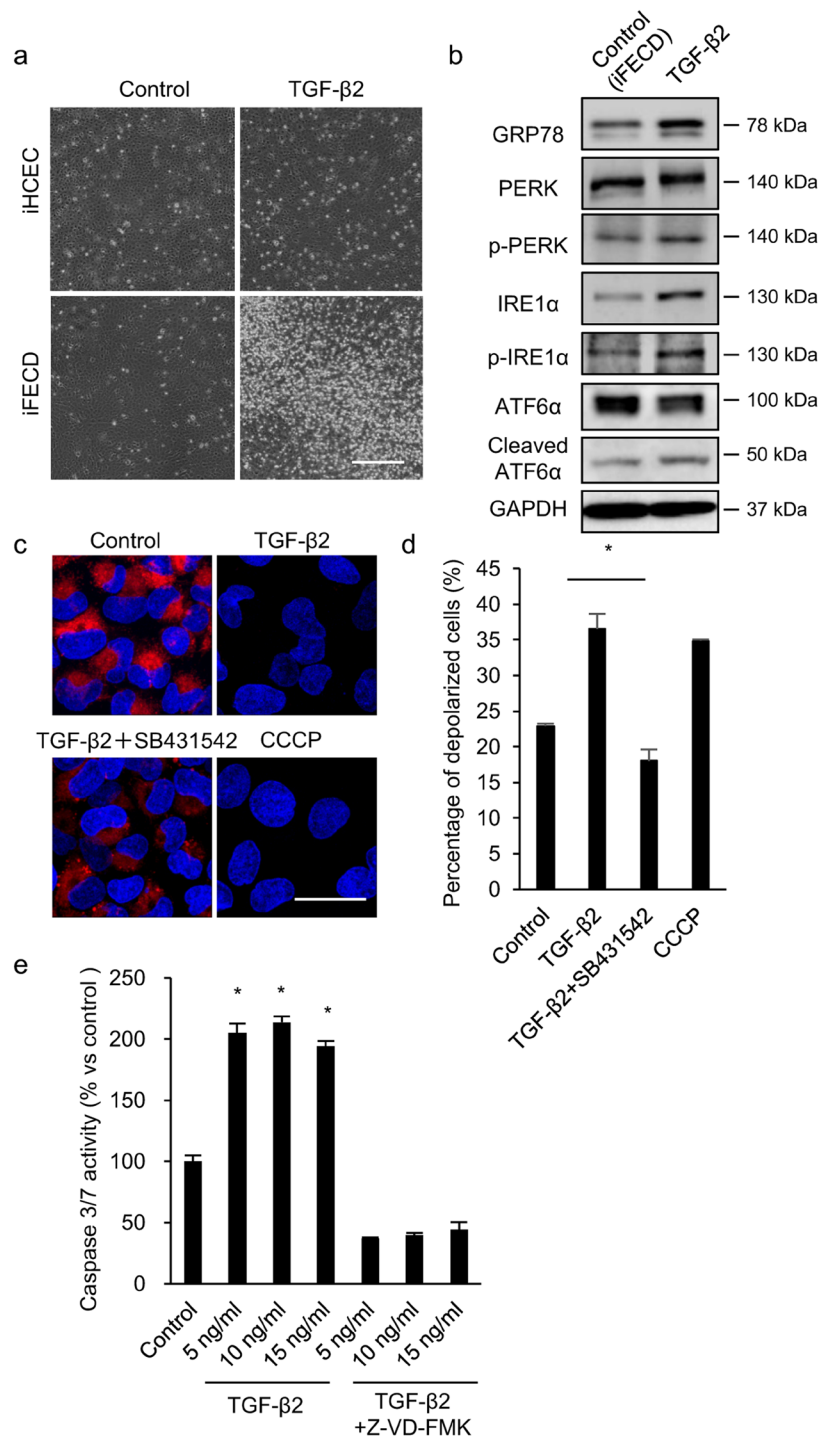 a
Control
TGF-β2
iHCEC
iFECD
b
Control
(iFECD)
TGF-β2
GRP78
78 kDa
PERK
140 kDa
p-PERK
140 kDa
IRE1α
130 kDa
p-IRE1α
130 kDa
ATF6α
100 kDa
Cleaved
ATF6α
50 kDa
GAPDH
37 kDa
c
Control
TGF-β2
TGF-β2+SB431542
CCCP
d
*
Percentage of depolarized cells (%)
45
40
35
30
25
20
15
10
5
0
Control
TGF-β2
TGF-β2+SB431542
CCCP
e
Caspase 3/7 activity (% vs control )
250
200
150
100
50
0
*
*
*
Control
5 ng/ml
10 ng/ml
15 ng/ml
5 ng/ml
10 ng/ml
15 ng/ml
TGF-β2
TGF-β2
+Z-VD-FMK